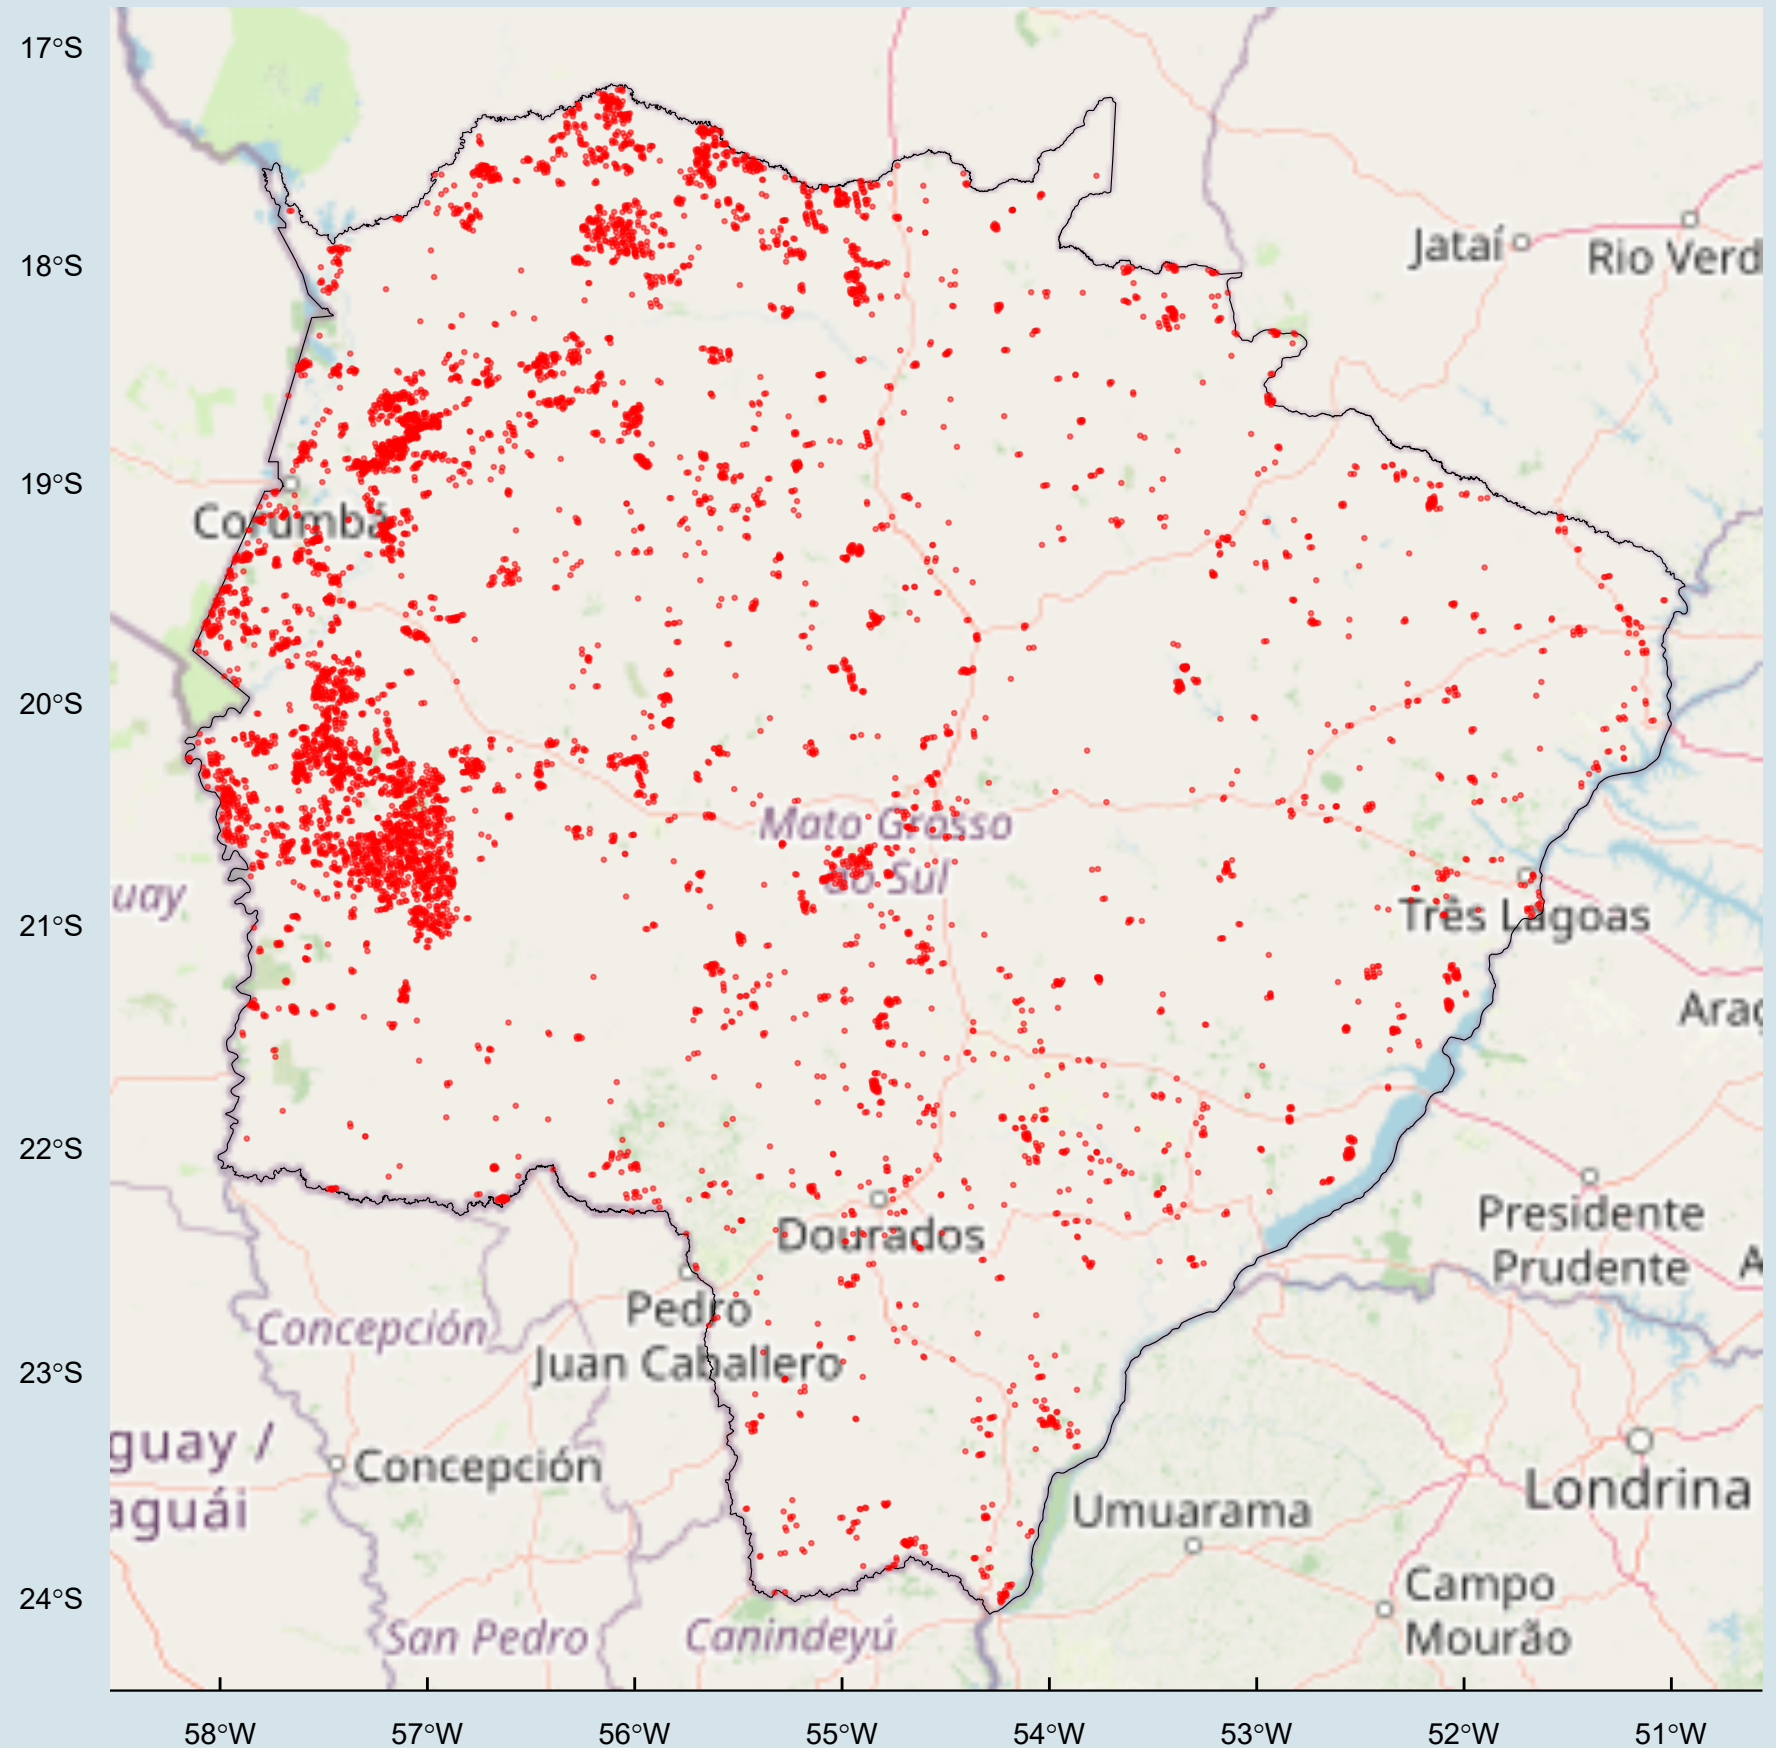 17°S
18°S
19°S
20°S
21°S
22°S
23°S
24°S
Jataí
Rio Verd
Corumbá
Mato Grosso
do Sul
uay
Três Lagoas
Araç
Presidente
Prudente
A
Dourados
Pedro
Juan Caballero
Concepción
guay /
aguái
Concepción
Umuarama
Londrina
Campo
Mourão
San Pedro
Canindeyú
58°W
57°W
56°W
55°W
54°W
53°W
52°W
51°W